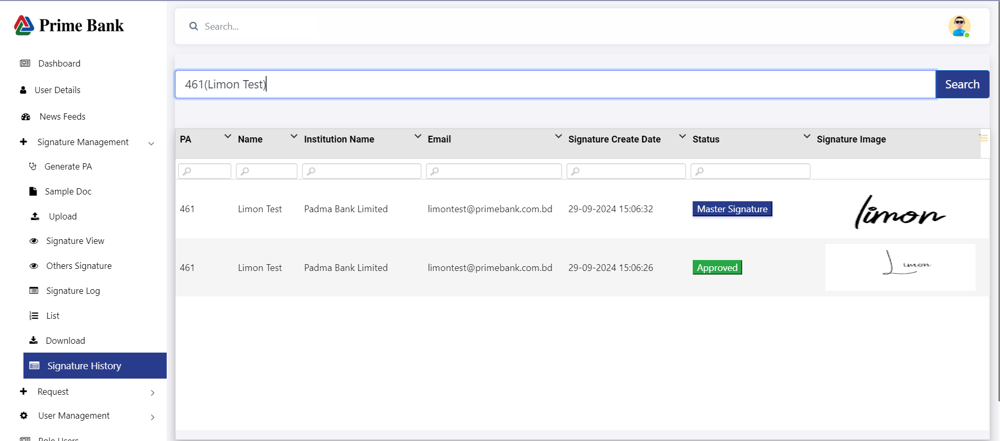 Prime Bank
Search...
Dashboard
User Details
News Feeds
Signature Management
Generate PA
Sample Doc
Upload
Signature View
Others Signature
Signature Log
List
Download
Signature History
Request
User Management
Role Users
461(Limon Test)
Search
PA Name Institution Name Email Signature Create Date Status Signature Image
461 Limon Test Padma Bank Limited limontest@primebank.com.bd 29-09-2024 15:06:32 Master Signature limon
461 Limon Test Padma Bank Limited limontest@primebank.com.bd 29-09-2024 15:06:26 Approved Limon